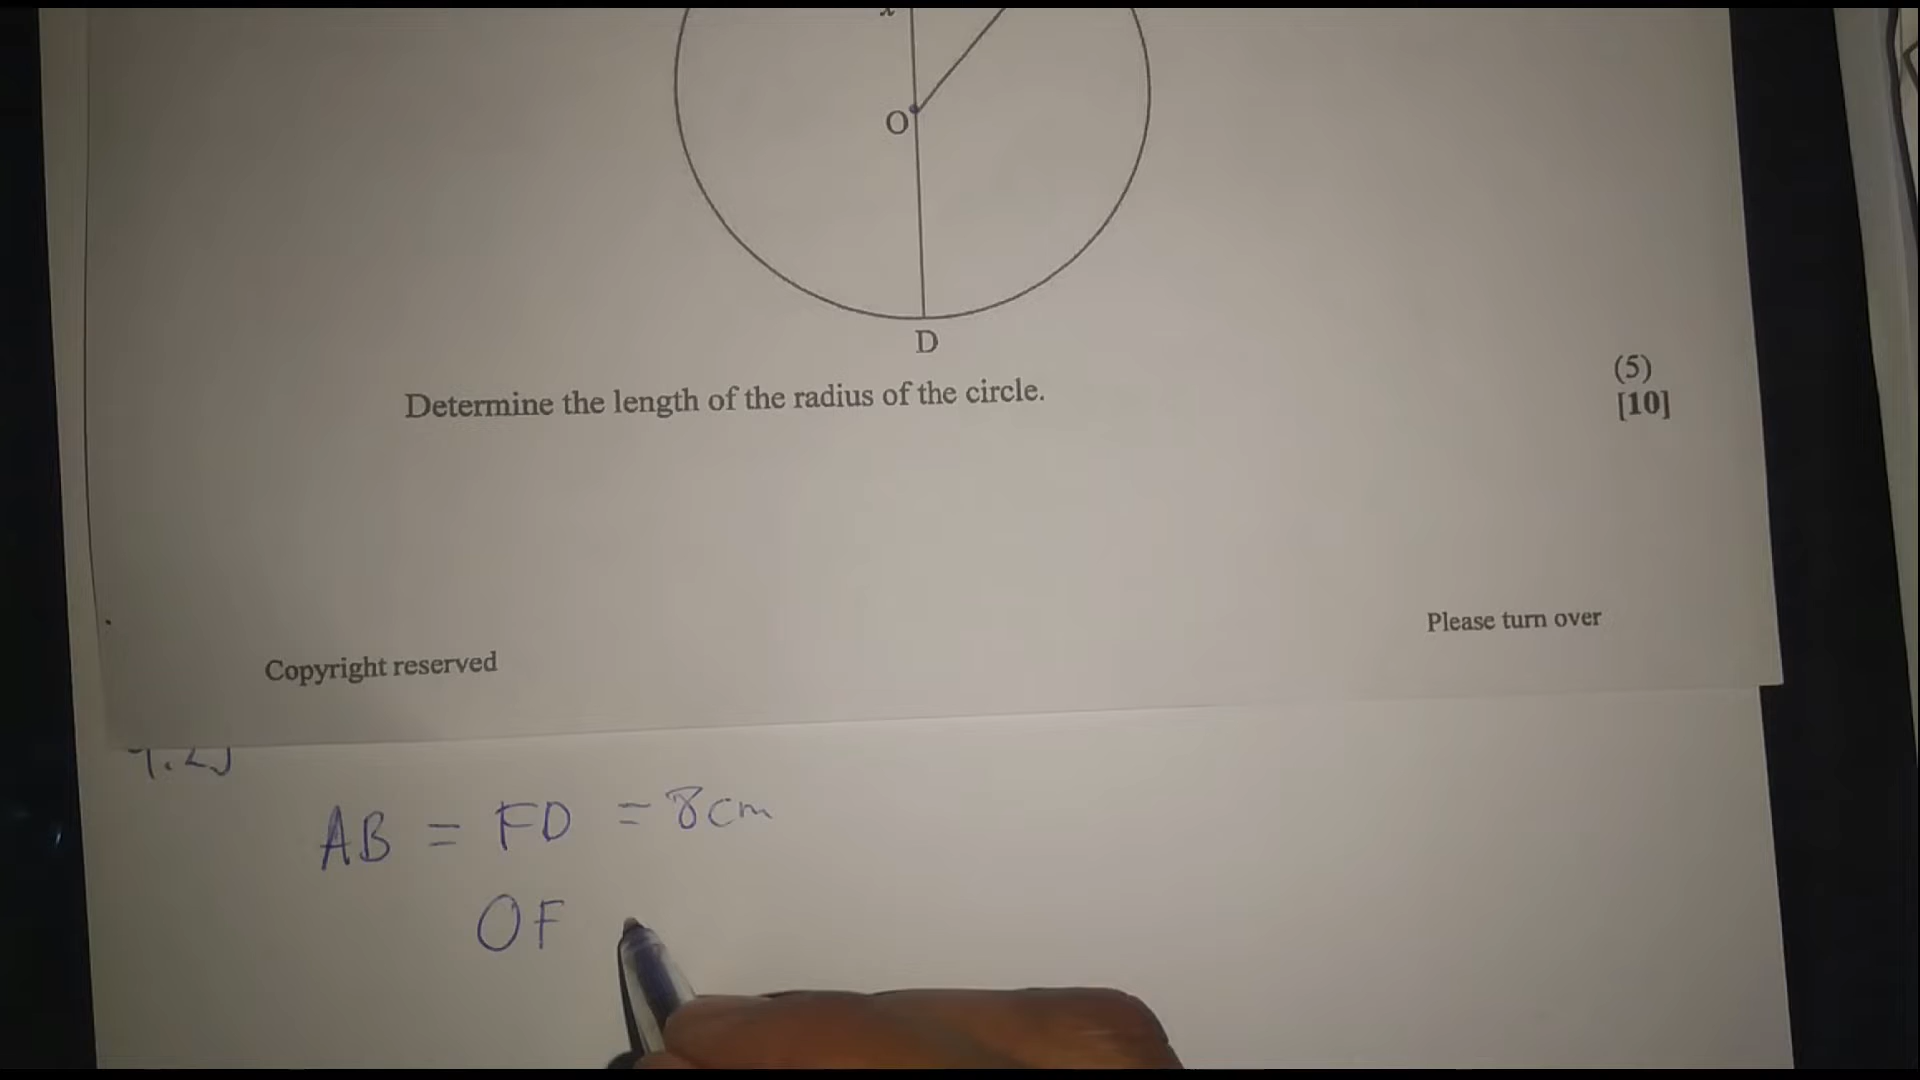 x
O
D
Determine the length of the radius of the circle.
(5)
[10]
Please turn over
Copyright reserved
AB = FD = 8cm
OF